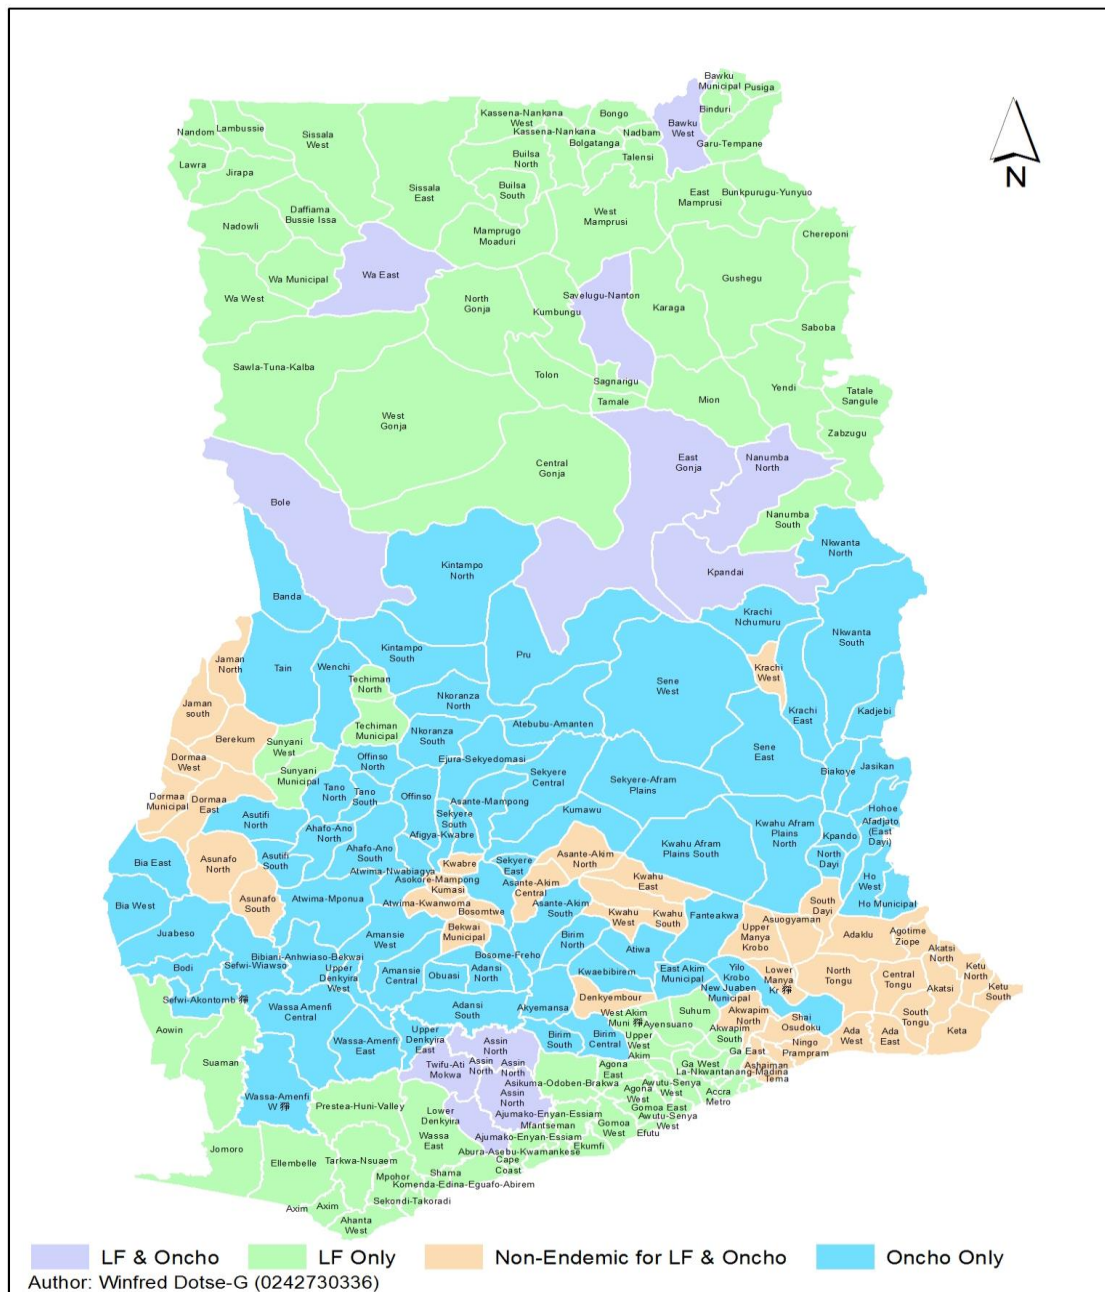 Bawku
Municipal
Pusiga
Binduri
Bawku
West
Garu-Tempane
Kassena-Nankana
West
Kassena-Nankana
Bongo
Nadbam
Bolgatanga
Talensi
Nandom
Lambussie
Sissala
West
Lawra
Jirapa
Builsa
North
Builsa
South
Sissala
East
Daffiama
Bussie Issa
Nadowli
East
Mamprusi
Bunkpurugu-Yunyuo
West
Mamprusi
Mamprugo
Moaduri
Chereponi
N
Wa East
Wa Municipal
Wa West
Gushegu
North
Gonja
Kumbungu
Savelugu-Nanton
Karaga
Saboba
Sawla-Tuna-Kalba
Tolon
Sagnarigu
Tamale
Mion
Yendi
Tatale
Sangule
Zabzugu
West
Gonja
Central
Gonja
East
Gonja
Nanumba
North
Nanumba
South
Bole
Kpandai
Nkwanta
North
Kintampo
North
Banda
Krachi
Nchumuru
Nkwanta
South
Jaman
North
Tain
Wenchi
Kintampo
South
Pru
Sene
West
Krachi
West
Techiman
North
Nkoranza
North
Jaman
south
Krachi
East
Kadjebi
Techiman
Municipal
Nkoranza
South
Atebubu-Amanten
Berekum
Sunyani
West
Sunyani
Municipal
Offinso
North
Ejura-Sekyedomasi
Sene
East
Dormaa
West
Dormaa
Municipal
Dormaa
East
Biakoye
Jasikan
Sekyere
Central
Sekyere-Afram
Plains
Tano
North
Tano
South
Offinso
Asante-Mampong
Sekyere
South
Kumawu
Hohoe
Afadjato
(East
Dayi)
Asutifi
North
Ahafo-Ano
North
Afigya-Kwabre
Kwahu Afram
Plains
North
Kpando
Kwahu Afram
Plains South
North
Dayi
Bia East
Asunafo
North
Asutifi
South
Ahafo-Ano
South
Atwima-Nwabiagya
Kwabre
Sekyere
East
Asante-Akim
North
Asokore-Mampong
Kumasi
Asante-Akim
Central
Kwahu
East
Ho
West
Ho Municipal
Bia West
Asunafo
South
Atwima-Mponua
Atwima-Kwanwoma
Bosomtwe
Asante-Akim
South
South
Dayi
Kwahu
West
Kwahu
South
Fanteakwa
Asuogyaman
Upper
Manya
Krobo
Adaklu
Agotime
Ziope
Juabeso
Amansie
West
Bekwai
Municipal
Birim
North
Atiwa
Akatsi
North
Bibiani-Anhwiaso-Bekwai
Bosome-Freho
Bodi
Sefwi-Wiawso
Upper
Denkyira
West
Amansie
Central
Obuasi
Adansi
North
Kwaebibirem
East Akim
Municipal
Yilo
Krobo
Lower
Manya
Kr
North
Tongu
Central
Tongu
Akatsi
Ketu
North
Ketu
South
Sefwi-Akontomb
New Juaben
Municipal
Wassa Amenfi
Central
Adansi
South
Akyemansa
Denkyembour
West Akim
Muni
Suhum
Ayensuano
Akwapim
North
Akwapim
South
Shai
Osudoku
South
Tongu
Keta
Ada
West
Ada
East
Ningo
Prampram
Aowin
Suaman
Wassa-Amenfi
East
Upper
Denkyira
East
Assin
North
Birim
South
Birim
Central
Upper
West
Akim
Ga East
Ga West
La-Nkwantanang-Madina
Ashaiman
Tema
Twifu-Ati
Mokwa
Assin
North
Assin
North
Assin
North
Agona
East
Asikuma-Odoben-Brakwa
Agona
West
Awutu-Senya
West
Accra
Metro
Wassa-Amenfi
W
Prestea-Huni-Valley
Lower
Denkyira
Ajumako-Enyan-Essiam
Mfantseman
Gomoa East
Gomoa
West
Awutu-Senya
West
Efutu
Wassa
East
Ajumako-Enyan-Essiam
Ekumfi
Abura-Asebu-Kwamankese
Cape
Coast
Jomoro
Ellembelle
Tarkwa-Nsuaem
Mpohor
Shama
Komenda-Edina-Eguafo-Abirem
Sekondi-Takoradi
Axim
Axim
Ahanta
West
LF & Oncho
LF Only
Non-Endemic for LF & Oncho
Oncho Only
Author: Winfred Dotse-G (0242730336)